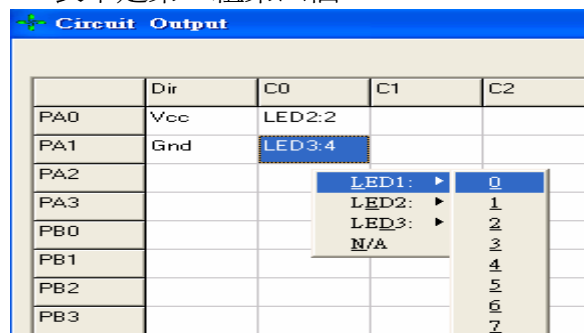 Circuit Output
Dir C0 C1 C2
PA0 Vcc LED2:2
PA1 Gnd LED3:4
PA2
PA3
PB0
PB1
PB2
PB3
LED1:
LED2:
LED3:
N/A
0
1
2
3
4
5
6
7